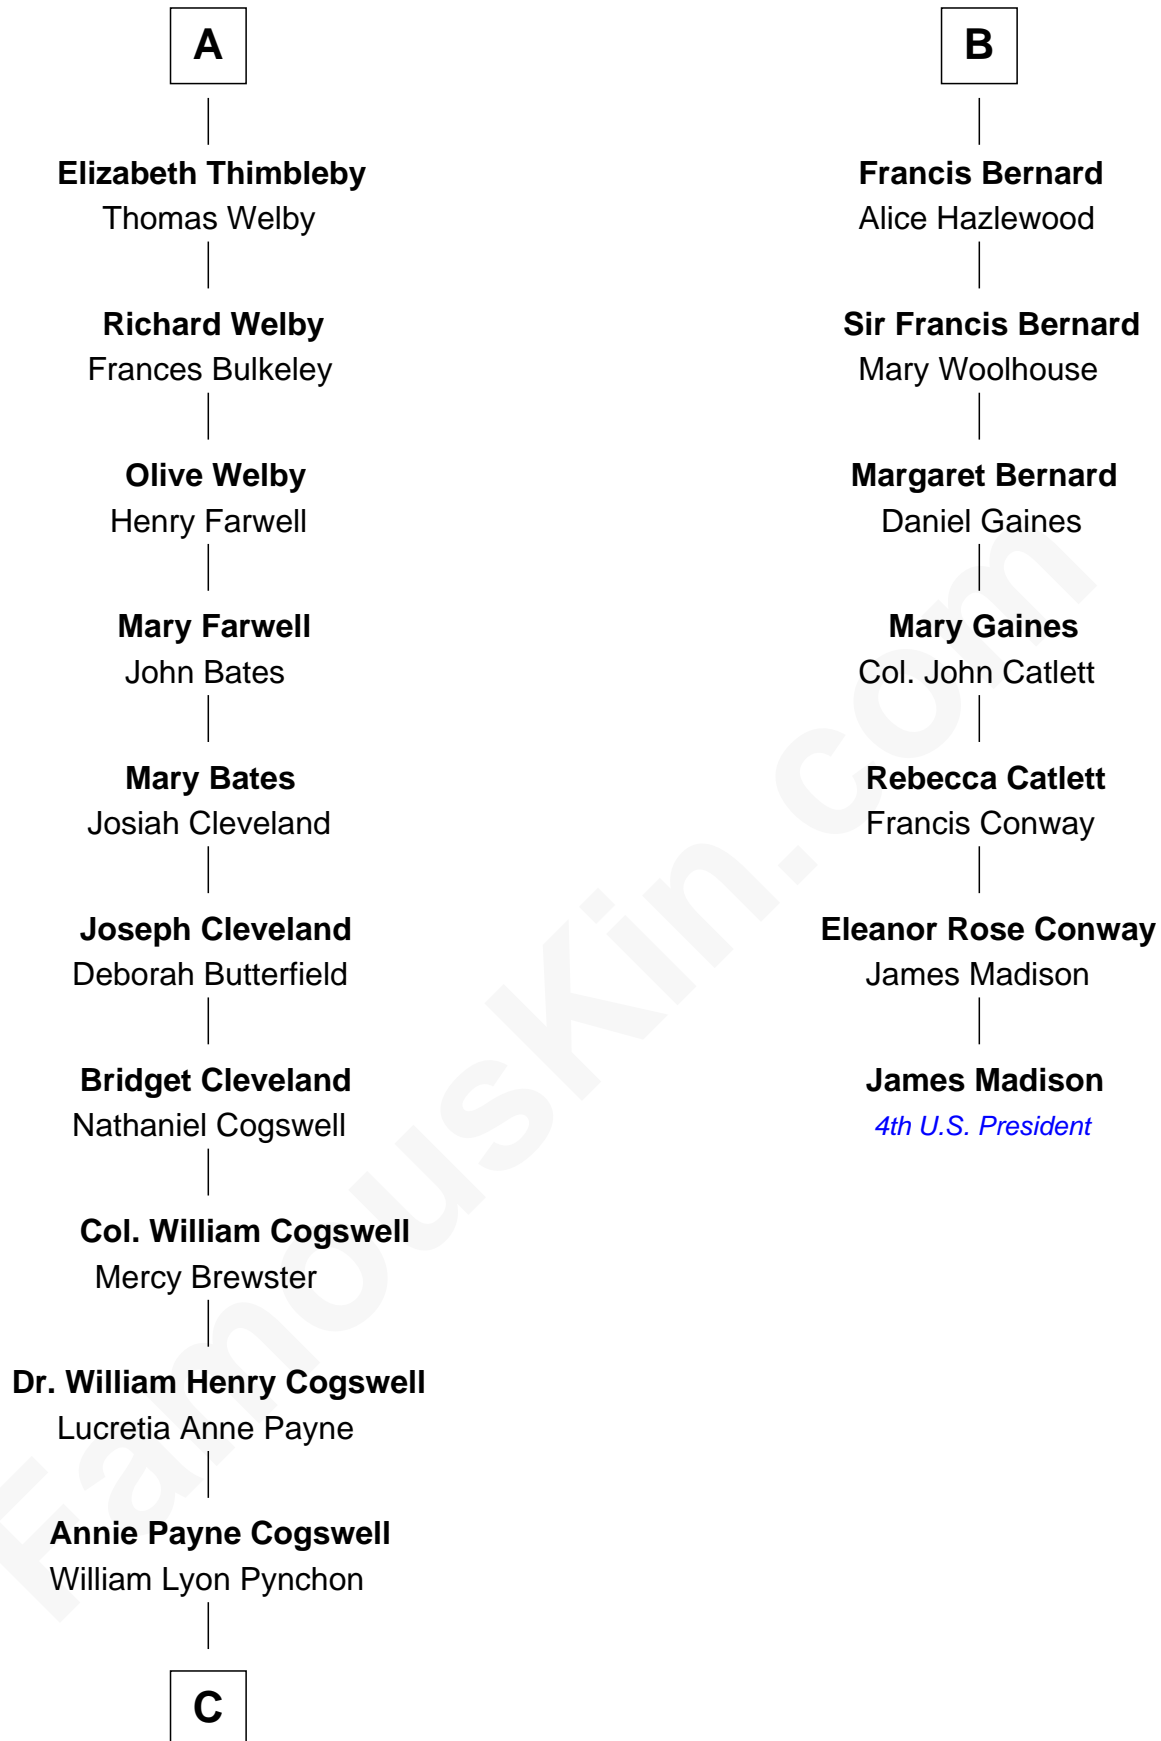 A
Elizabeth Thimbleby
Thomas Welby
Richard Welby
Frances Bulkeley
Olive Welby
Henry Farwell
Mary Farwell
John Bates
Mary Bates
Josiah Cleveland
Joseph Cleveland
Deborah Butterfield
Bridget Cleveland
Nathaniel Cogswell
Col. William Cogswell
Mercy Brewster
Dr. William Henry Cogswell
Lucretia Anne Payne
Annie Payne Cogswell
William Lyon Pynchon
C
B
Francis Bernard
Alice Hazlewood
Sir Francis Bernard
Mary Woolhouse
Margaret Bernard
Daniel Gaines
Mary Gaines
Col. John Catlett
Rebecca Catlett
Francis Conway
Eleanor Rose Conway
James Madison
James Madison
4th U.S. President
FamousKin.com